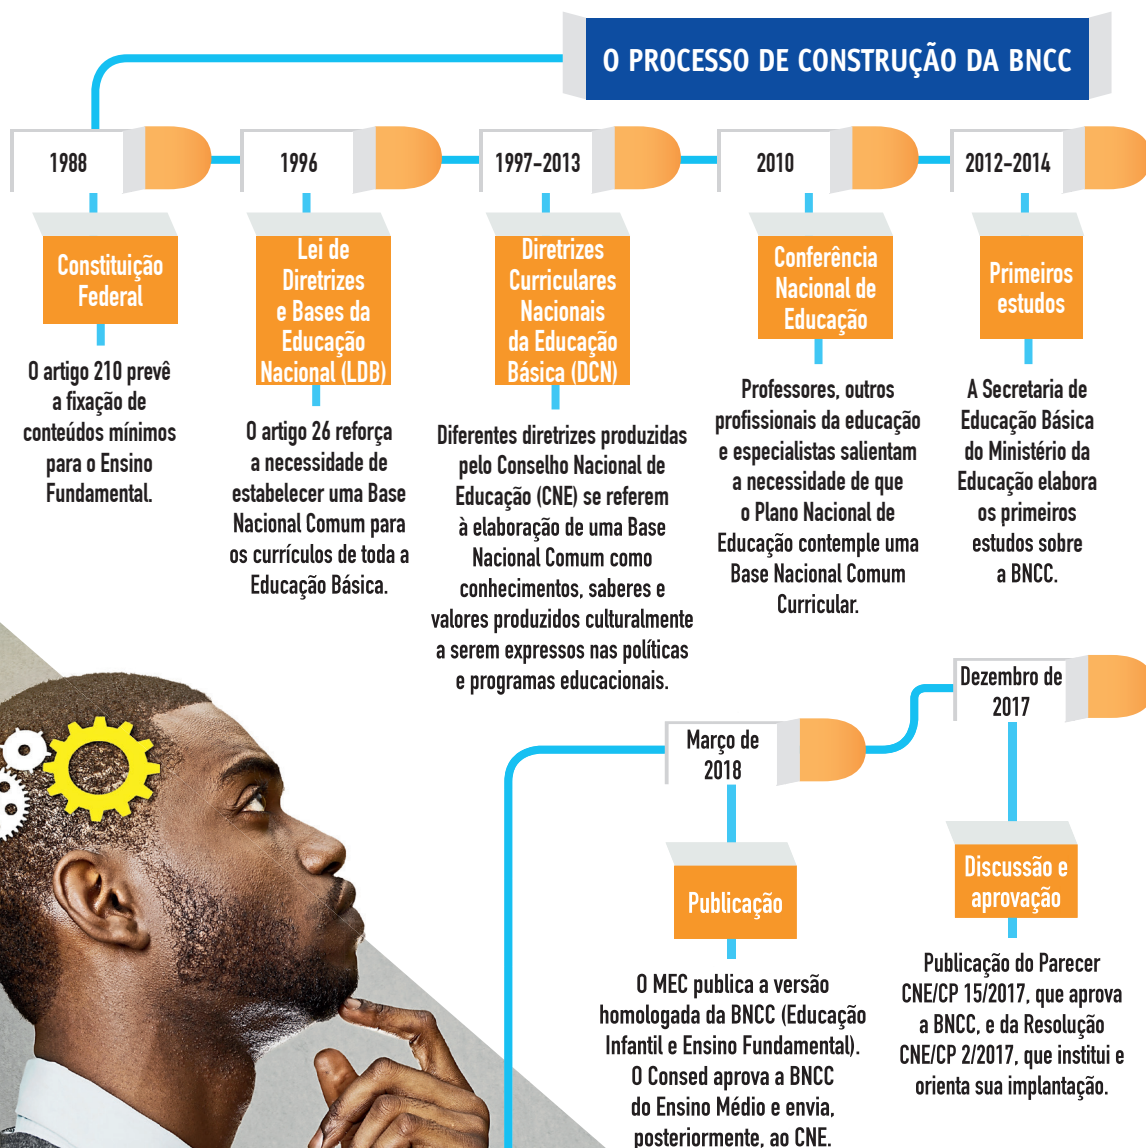 O PROCESSO DE CONSTRUÇÃO DA BNCC
1988
Constituição
Federal
O artigo 210 prevê
a fixação de
conteúdos mínimos
para o Ensino
Fundamental.
1996
Lei de
Diretrizes
e Bases da
Educação
Nacional (LDB)
O artigo 26 reforça
a necessidade de
estabelecer uma Base
Nacional Comum para
os currículos de toda a
Educação Básica.
1997-2013
Diretrizes
Curriculares
Nacionais
da Educação
Básica (DCN)
Diferentes diretrizes produzidas
pelo Conselho Nacional de
Educação (CNE) se referem
à elaboração de uma Base
Nacional Comum como
conhecimentos, saberes e
valores produzidos culturalmente
a serem expressos nas políticas
e programas educacionais.
2010
Conferência
Nacional de
Educação
Professores, outros
profissionais da educação
e especialistas salientam
a necessidade de que
o Plano Nacional de
Educação contemple uma
Base Nacional Comum
Curricular.
2012-2014
Primeiros
estudos
A Secretaria de
Educação Básica
do Ministério da
Educação elabora
os primeiros
estudos sobre
a BNCC.
Dezembro de
2017
Discussão e
aprovação
Publicação do Parecer
CNE/CP 15/2017, que aprova
a BNCC, e da Resolução
CNE/CP 2/2017, que institui e
orienta sua implantação.
Março de
2018
Publicação
O MEC publica a versão
homologada da BNCC (Educação
Infantil e Ensino Fundamental).
O Consed aprova a BNCC
do Ensino Médio e envia,
posteriormente, ao CNE.